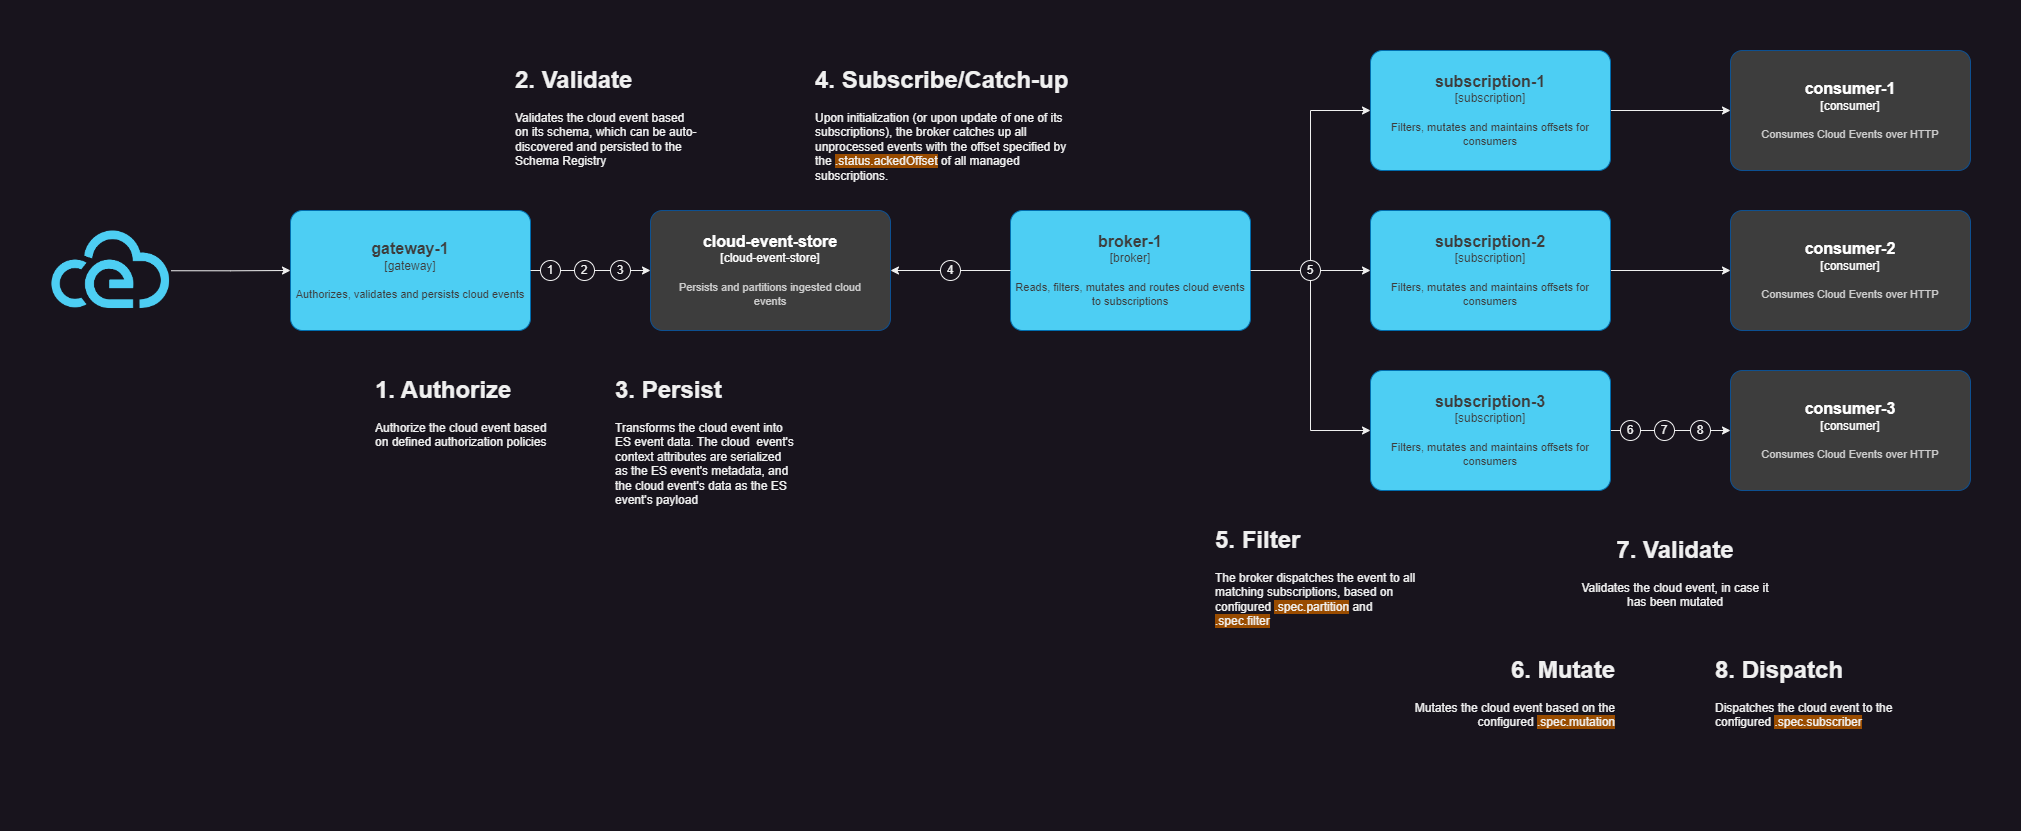 2. Validate
Validates the cloud event based
on its schema, which can be auto-
discovered and persisted to the
Schema Registry
4. Subscribe/Catch-up
Upon initialization (or upon update of one of its
subscriptions), the broker catches up all
unprocessed events with the offset specified by
the .status.ackedOffset of all managed
subscriptions.
gateway-1
[gateway]
Authorizes, validates and persists cloud events
1
2
3
cloud-event-store
[cloud-event-store]
Persists and partitions ingested cloud
events
4
broker-1
[broker]
Reads, filters, mutates and routes cloud events
to subscriptions
5
subscription-1
[subscription]
Filters, mutates and maintains offsets for
consumers
consumer-1
[consumer]
Consumes Cloud Events over HTTP
subscription-2
[subscription]
Filters, mutates and maintains offsets for
consumers
consumer-2
[consumer]
Consumes Cloud Events over HTTP
subscription-3
[subscription]
Filters, mutates and maintains offsets for
consumers
6
7
8
consumer-3
[consumer]
Consumes Cloud Events over HTTP
1. Authorize
Authorize the cloud event based
on defined authorization policies
3. Persist
Transforms the cloud event into
ES event data. The cloud  event's
context attributes are serialized
as the ES event's metadata, and
the cloud event's data as the ES
event's payload
5. Filter
The broker dispatches the event to all
matching subscriptions, based on
configured .spec.partition and
.spec.filter
7. Validate
Validates the cloud event, in case it
has been mutated
6. Mutate
Mutates the cloud event based on the
configured .spec.mutation
8. Dispatch
Dispatches the cloud event to the
configured .spec.subscriber